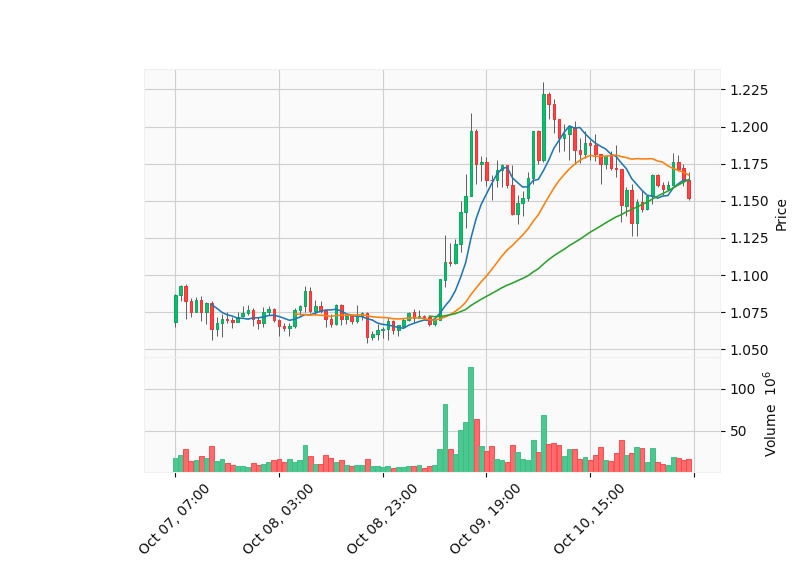 1.225
1.200
1.175
1.150
1.125
1.100
1.075
1.050
Price
100
50
Volume 10⁶
Oct 07, 07:00
Oct 08, 03:00
Oct 08, 23:00
Oct 09, 19:00
Oct 10, 15:00